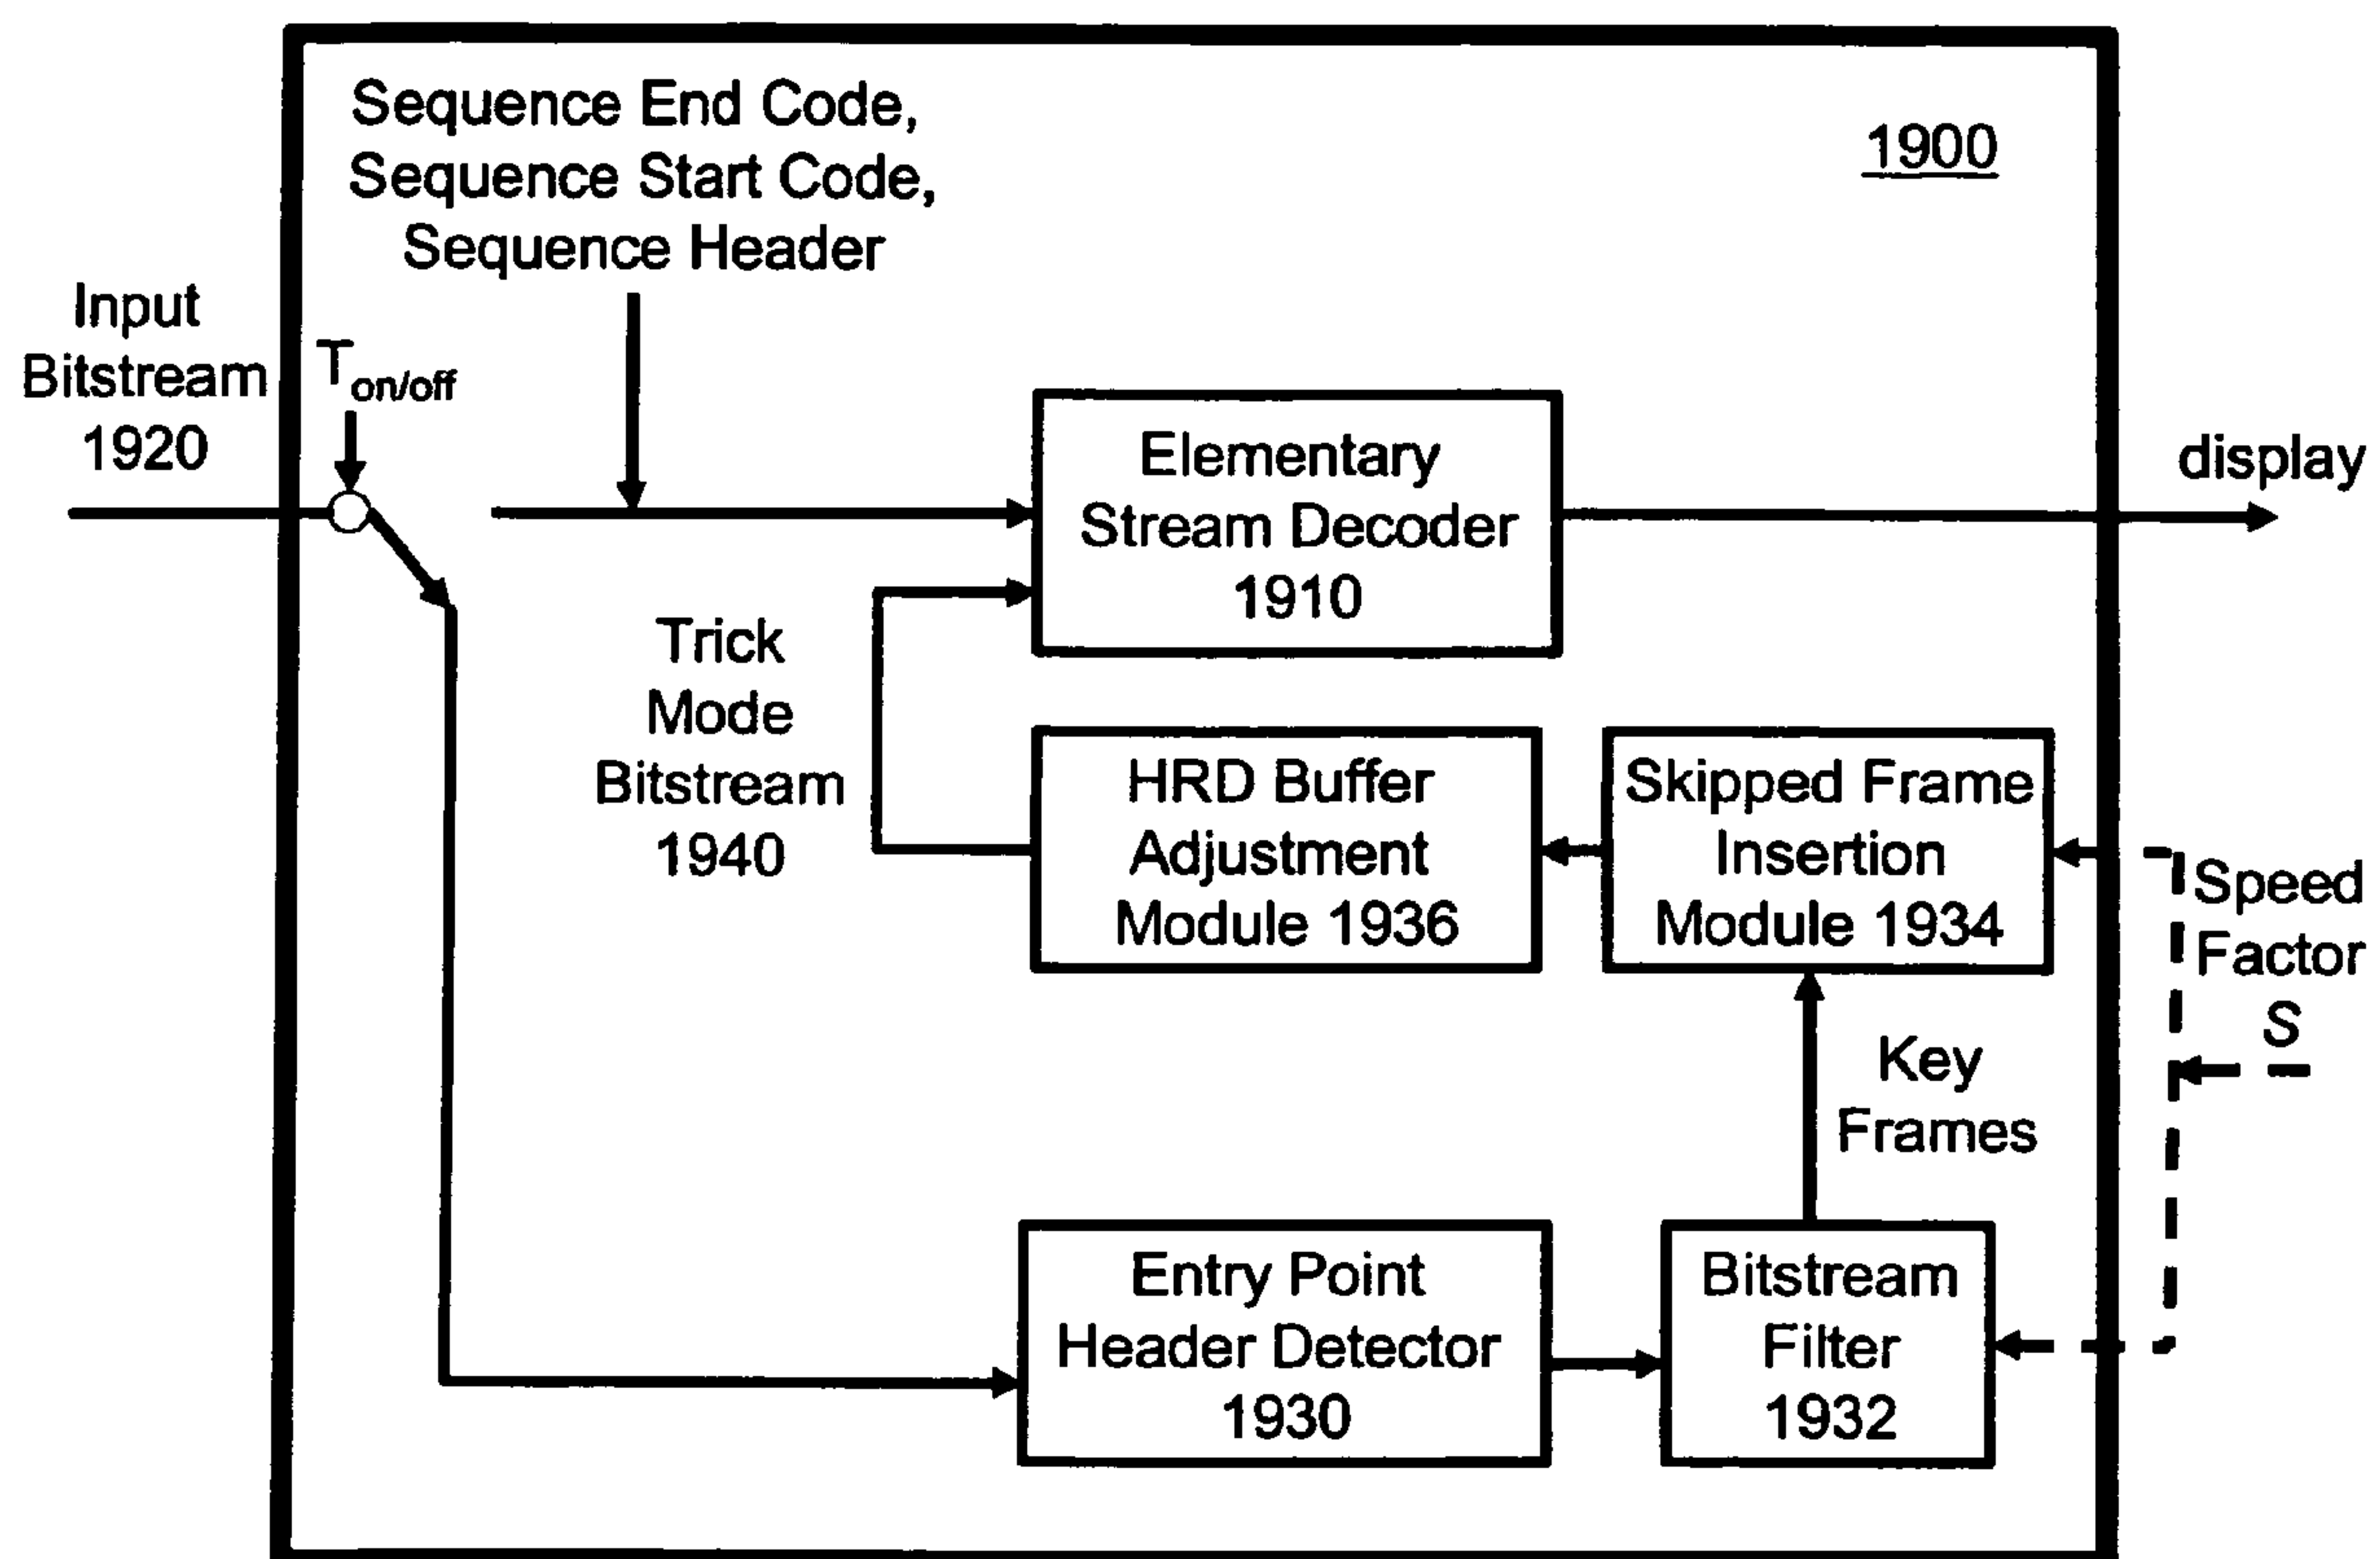 Sequence End Code,
Sequence Start Code,
Sequence Header
1900
Input
Bitstream
1920
Ton/off
Elementary
Stream Decoder
1910
display
Trick
Mode
Bitstream
1940
HRD Buffer
Adjustment
Module 1936
Skipped Frame
Insertion
Module 1934
Speed
Factor
S
Key
Frames
Entry Point
Header Detector
1930
Bitstream
Filter
1932